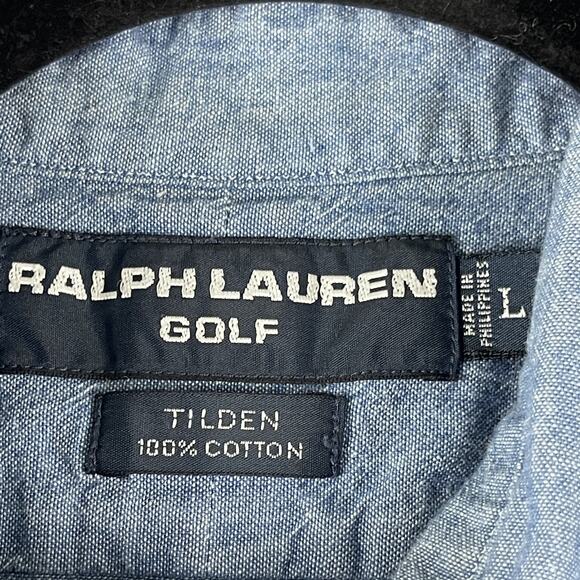 RALPH LAUREN
GOLF
MADE IN
PHILIPPINES
L
TILDEN
100% COTTON